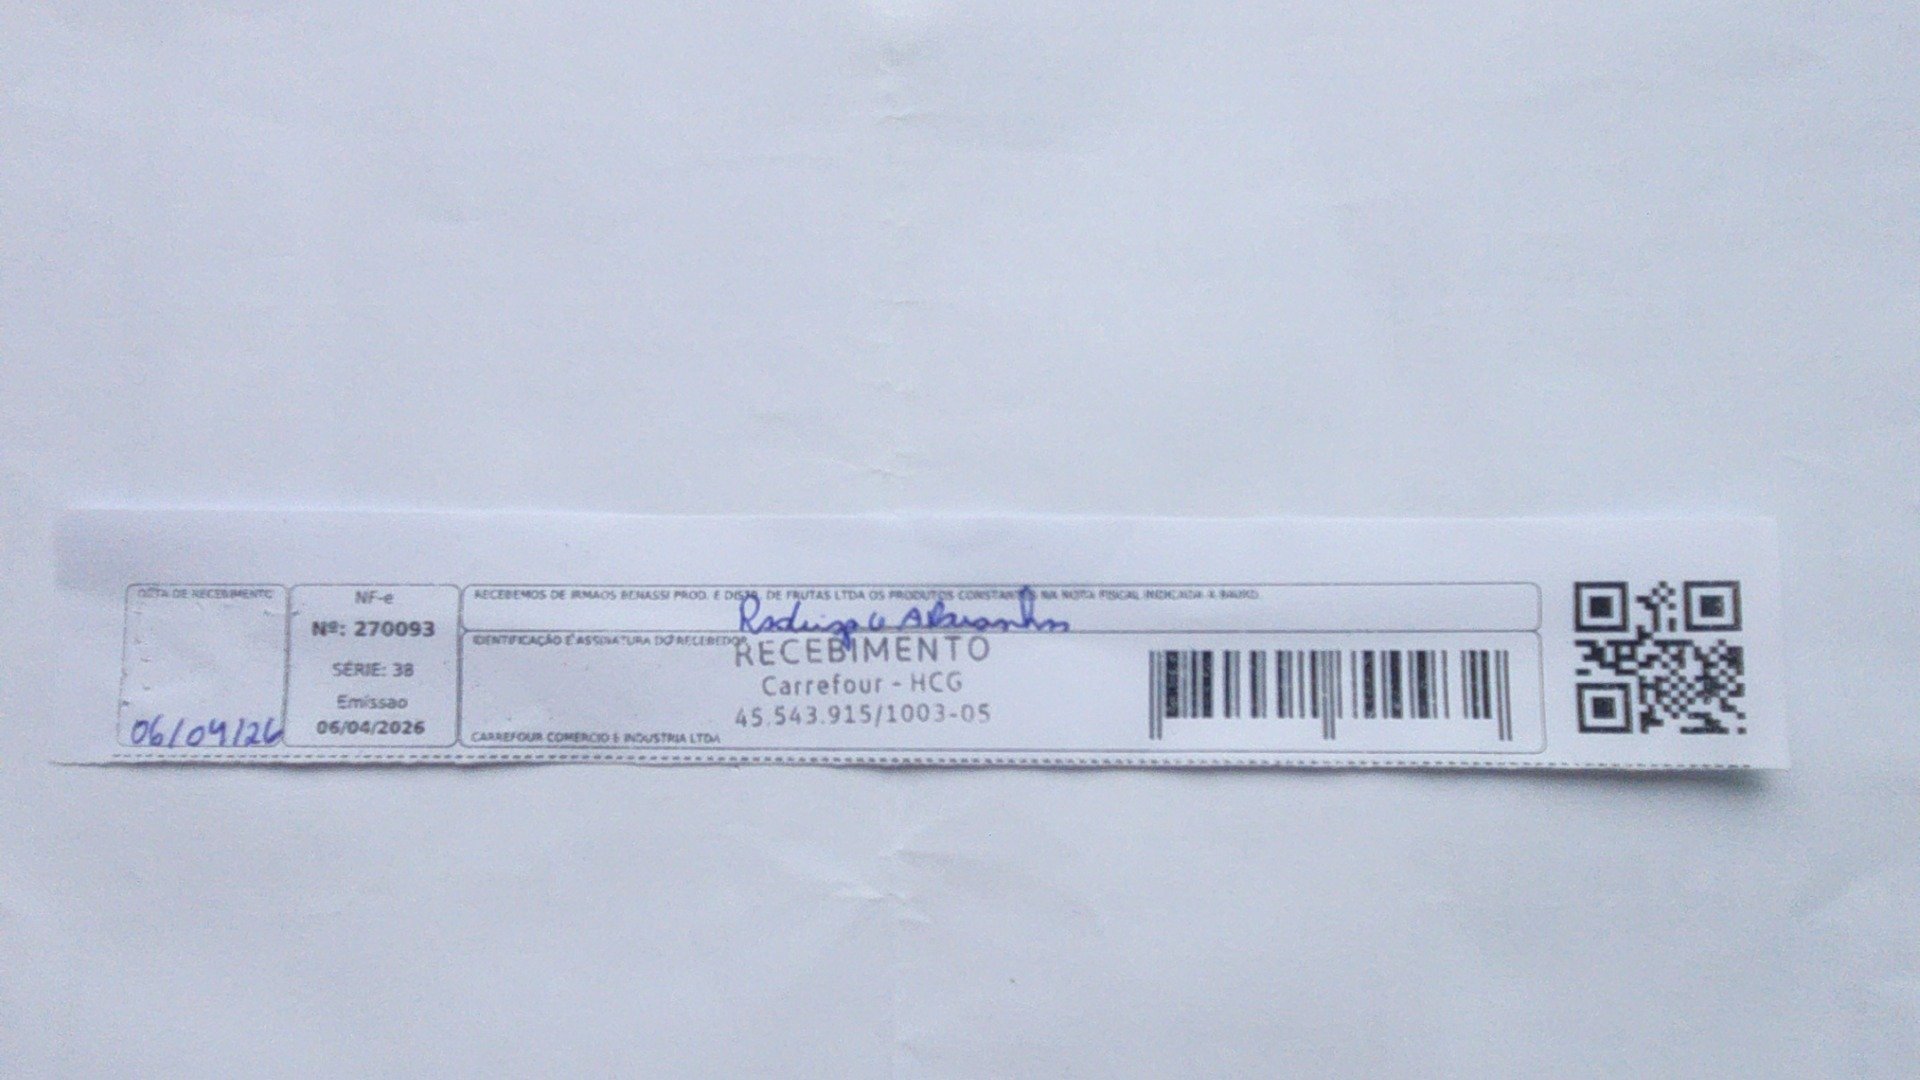 DATA DE RECEBIMENTO
06/04/26
NF-e
Nº: 270093
SÉRIE: 38
Emissao
06/04/2026
RECEBEMOS DE IRMAOS BENASSI PROD. E DISTR. DE FRUTAS LTDA OS PRODUTOS CONSTANTES NA NOTA FISCAL INDICADA A BAIXO.
Rodrigo
IDENTIFICAÇÃO E ASSINATURA DO RECEBEDOR
RECEBIMENTO
Carrefour - HCG
45.543.915/1003-05
CARREFOUR COMERCIO E INDUSTRIA LTDA